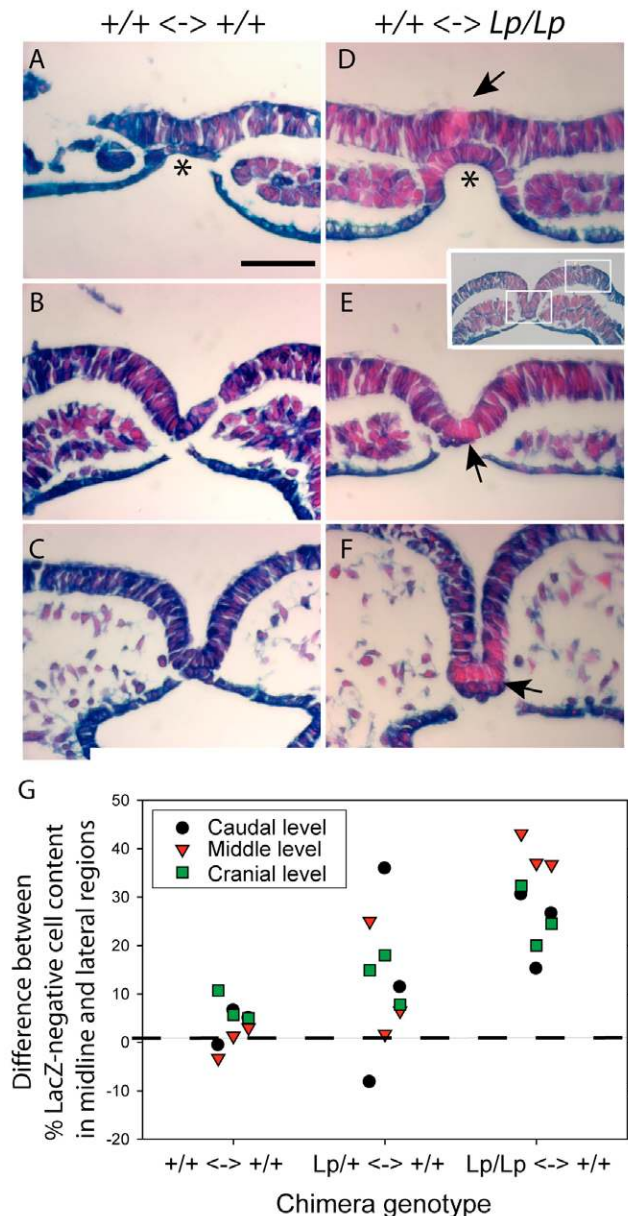 +/+ <-> +/+
+/+ <-> Lp/Lp
A
D
*
*
B
E
C
F
G
50
40
30
20
10
0
-10
-20
Difference between
% LacZ-negative cell content
in midline and lateral regions
Caudal level
Middle level
Cranial level
+/+ <-> +/+
Lp/+ <-> +/+
Lp/Lp <-> +/+
Chimera genotype